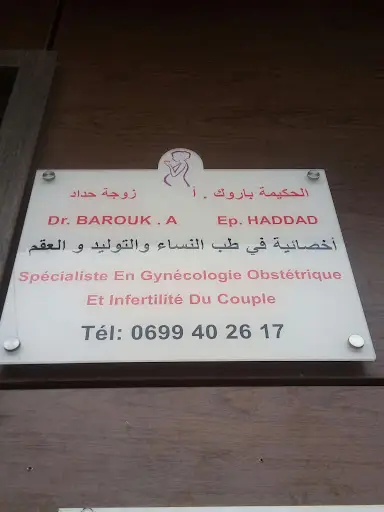 الحكيمة باروك . أ زوجة حداد
Dr. BAROUK . A Ep. HADDAD
أخصائية في طب النساء والتوليد و العقم
Spécialiste En Gynécologie Obstétrique
Et Infertilité Du Couple
Tél: 0699 40 26 17